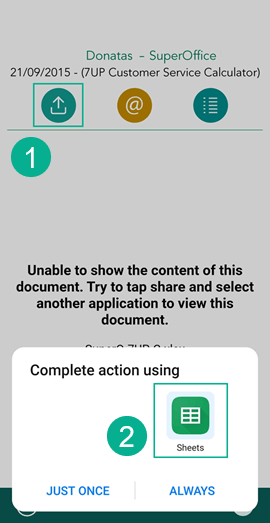 Donatas - SuperOffice
21/09/2015 - (7UP Customer Service Calculator)
@
1
Unable to show the content of this
document. Try to tap share and select
another application to view this
document.
Complete action using
2
Sheets
JUST ONCE
ALWAYS